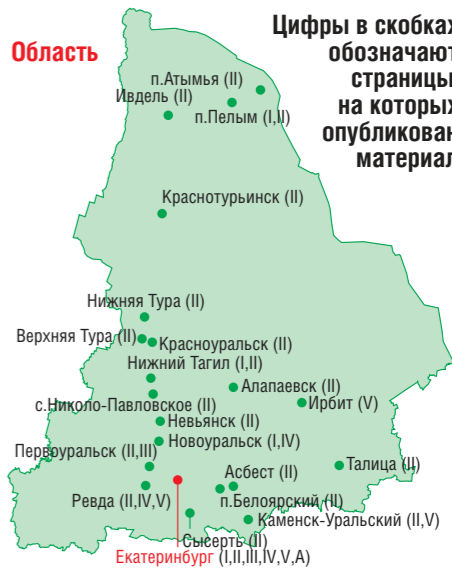 Область
Цифры в скобках
обозначают
страницы,
на которых
опубликован
материал
п.Атымья (II)
Ивдель (II)
п.Пелым (I,II)
Краснотурьинск (II)
Нижняя Тура (II)
Верхняя Тура (II)
Красноуральск (II)
Нижний Тагил (I,II)
Алапаевск (II)
с.Николо-Павловское (II)
Ирбит (V)
Невьянск (II)
Новоуральск (I,IV)
Первоуральск (II,III)
Асбест (II)
Талица (II)
Ревда (II,IV,V)
п.Белоярский (II)
Каменск-Уральский (II,V)
Сысерть (II)
Екатеринбург (I,II,III,IV,V,A)